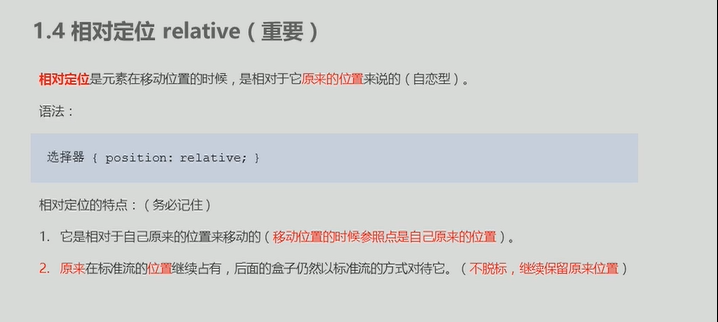 1.4 相对定位 relative（重要）
相对定位是元素在移动位置的时候，是相对于它原来的位置来说的（自恋型）。
语法：
选择器 { position: relative; }
相对定位的特点：（务必记住）
1. 它是相对于自己原来的位置来移动的（移动位置的时候参照点是自己原来的位置）。
2. 原来在标准流的位置继续占有，后面的盒子仍然以标准流的方式对待它。（不脱标，继续保留原来位置）